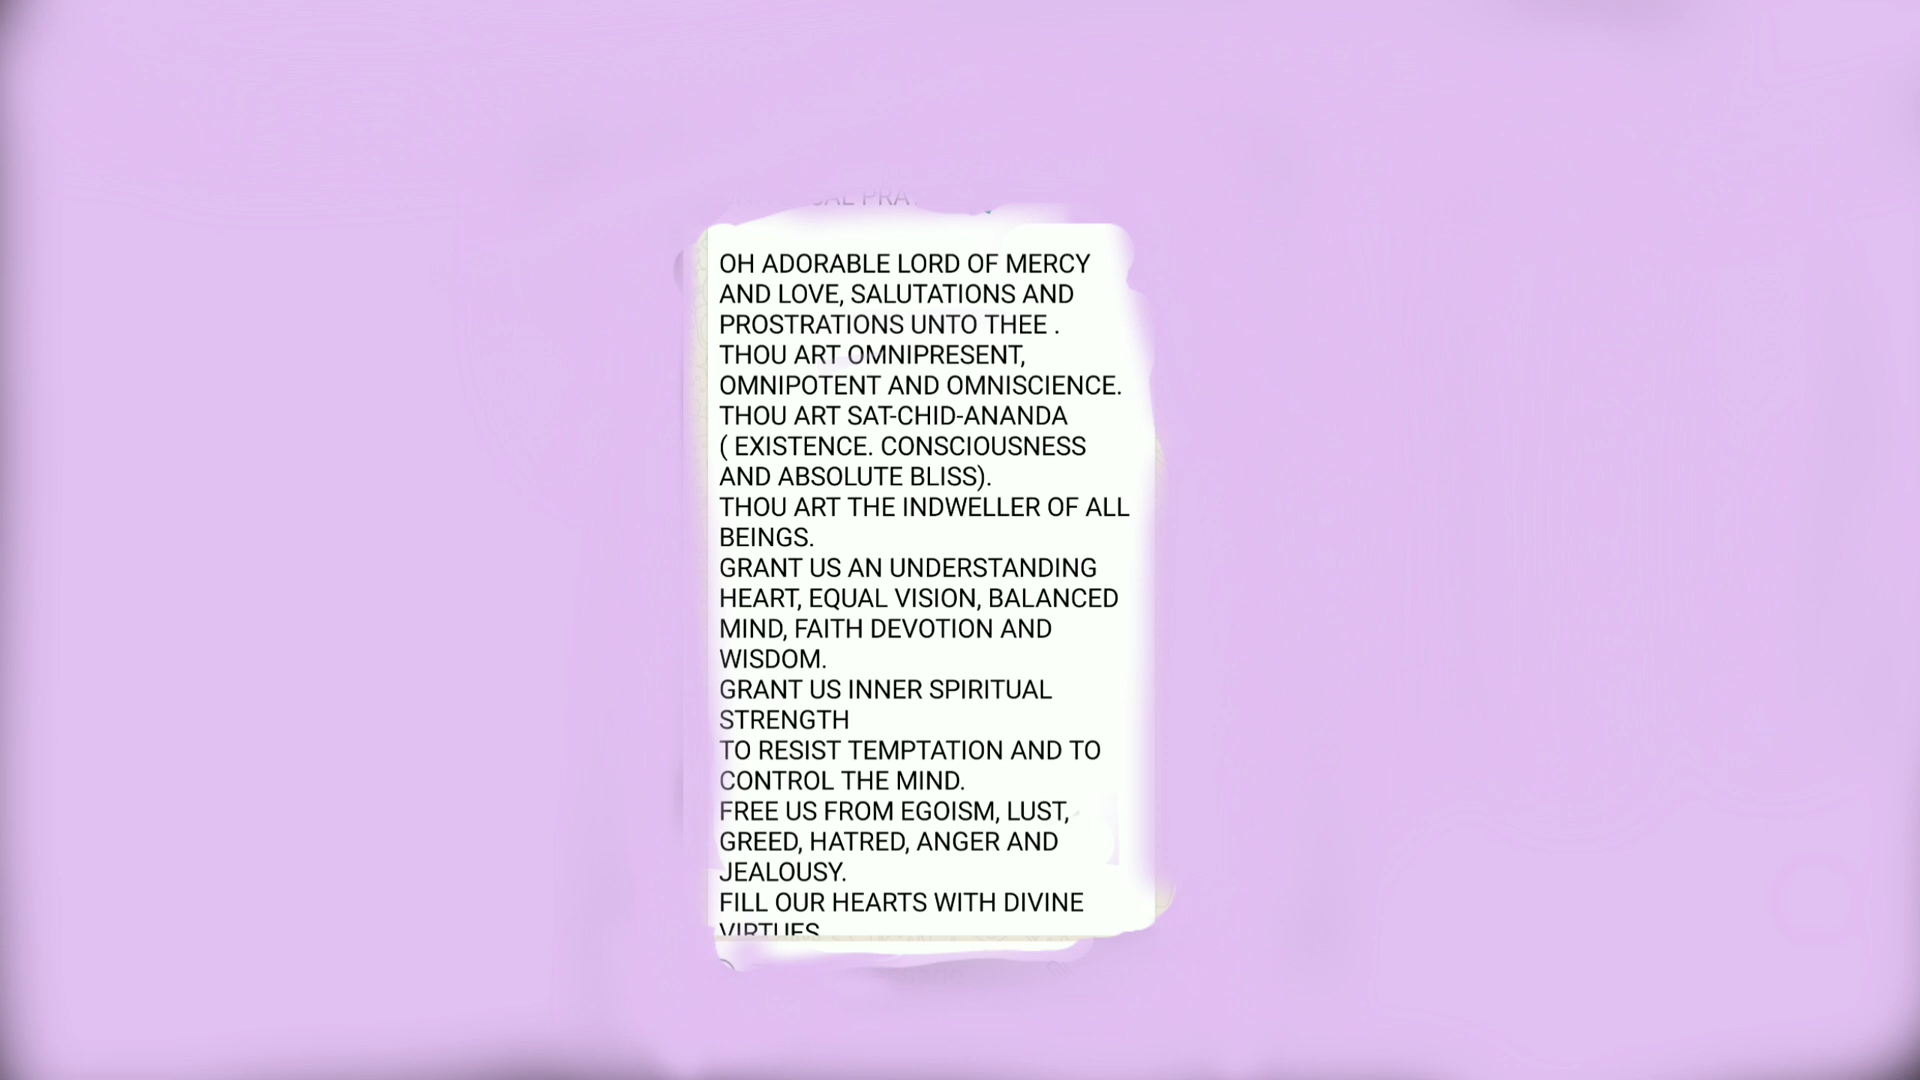 OH ADORABLE LORD OF MERCY
AND LOVE, SALUTATIONS AND
PROSTRATIONS UNTO THEE .
THOU ART OMNIPRESENT,
OMNIPOTENT AND OMNISCIENCE.
THOU ART SAT-CHID-ANANDA
( EXISTENCE. CONSCIOUSNESS
AND ABSOLUTE BLISS).
THOU ART THE INDWELLER OF ALL
BEINGS.
GRANT US AN UNDERSTANDING
HEART, EQUAL VISION, BALANCED
MIND, FAITH DEVOTION AND
WISDOM.
GRANT US INNER SPIRITUAL
STRENGTH
TO RESIST TEMPTATION AND TO
CONTROL THE MIND.
FREE US FROM EGOISM, LUST,
GREED, HATRED, ANGER AND
JEALOUSY.
FILL OUR HEARTS WITH DIVINE
VIRTUES